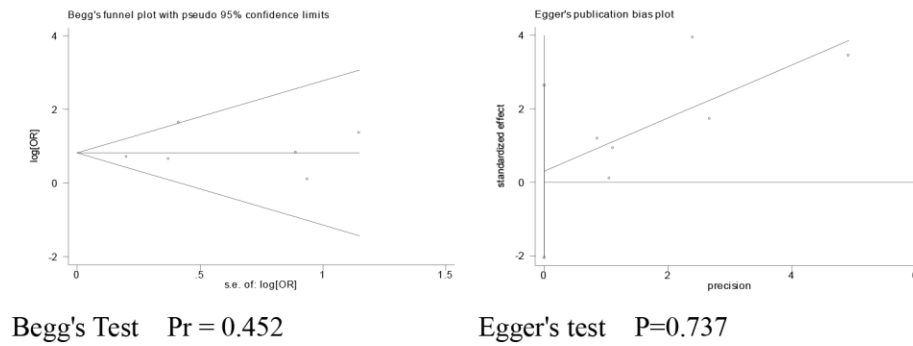 Begg's funnel plot with pseudo 95% confidence limits
4
2
0
-2
log[OR]
0
.5
1
1.5
s.e. of: log[OR]
Egger's publication bias plot
4
2
0
-2
standardized effect
0
2
4
6
precision
Begg's Test Pr = 0.452
Egger's test P=0.737